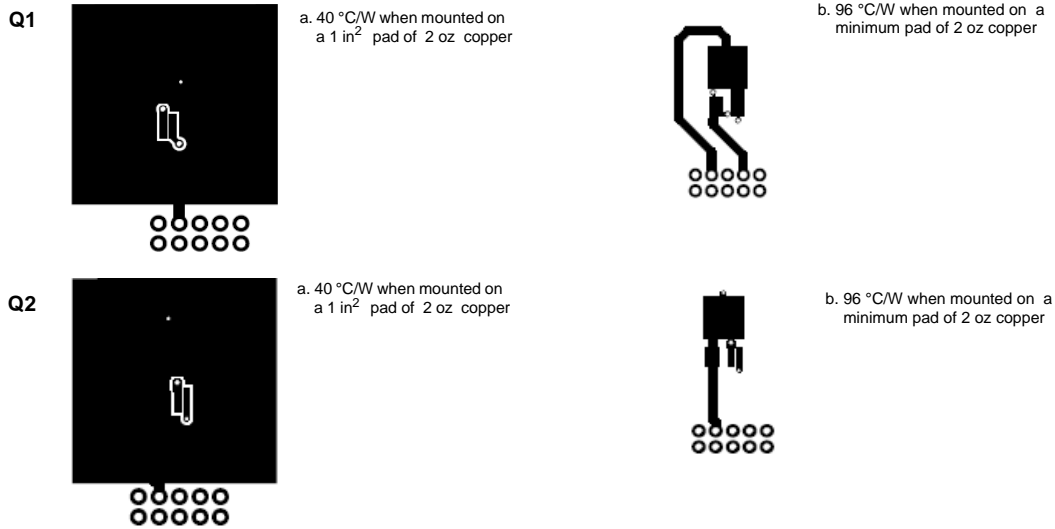 Q1
a. 40 °C/W when mounted on
a 1 in² pad of 2 oz copper
b. 96 °C/W when mounted on a
minimum pad of 2 oz copper
Q2
a. 40 °C/W when mounted on
a 1 in² pad of 2 oz copper
b. 96 °C/W when mounted on a
minimum pad of 2 oz copper